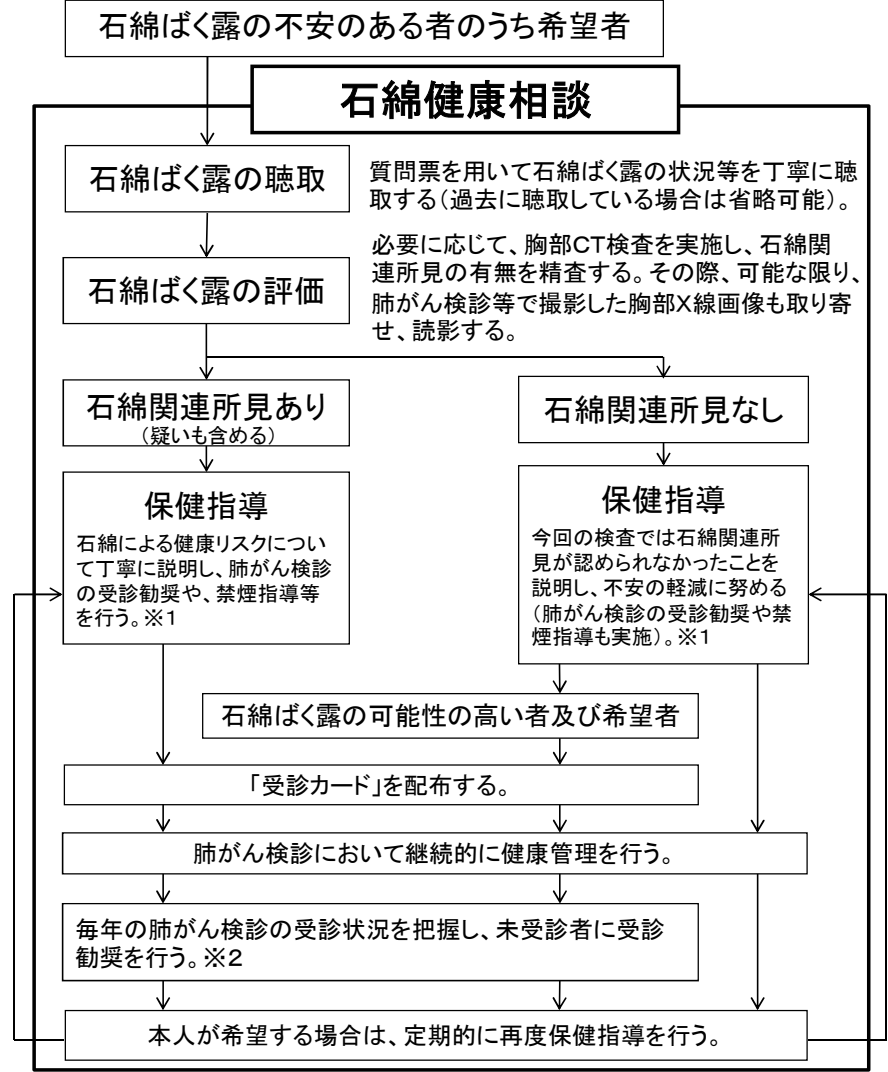 石綿ばく露の不安のある者のうち希望者
石綿健康相談
石綿ばく露の聴取
質問票を用いて石綿ばく露の状況等を丁寧に聴
取する（過去に聴取している場合は省略可能）。
石綿ばく露の評価
必要に応じて、胸部CT検査を実施し、石綿関
連所見の有無を精査する。その際、可能な限り、
肺がん検診等で撮影した胸部X線画像も取り寄
せ、読影する。
石綿関連所見あり
（疑いも含める）
石綿関連所見なし
保健指導
石綿による健康リスクについ
て丁寧に説明し、肺がん検診
の受診勧奨や、禁煙指導等
を行う。※1
保健指導
今回の検査では石綿関連所
見が認められなかったことを
説明し、不安の軽減に努める
（肺がん検診の受診勧奨や禁
煙指導も実施）。※1
石綿ばく露の可能性の高い者及び希望者
「受診カード」を配布する。
肺がん検診において継続的に健康管理を行う。
毎年の肺がん検診の受診状況を把握し、未受診者に受診
勧奨を行う。※2
本人が希望する場合は、定期的に再度保健指導を行う。